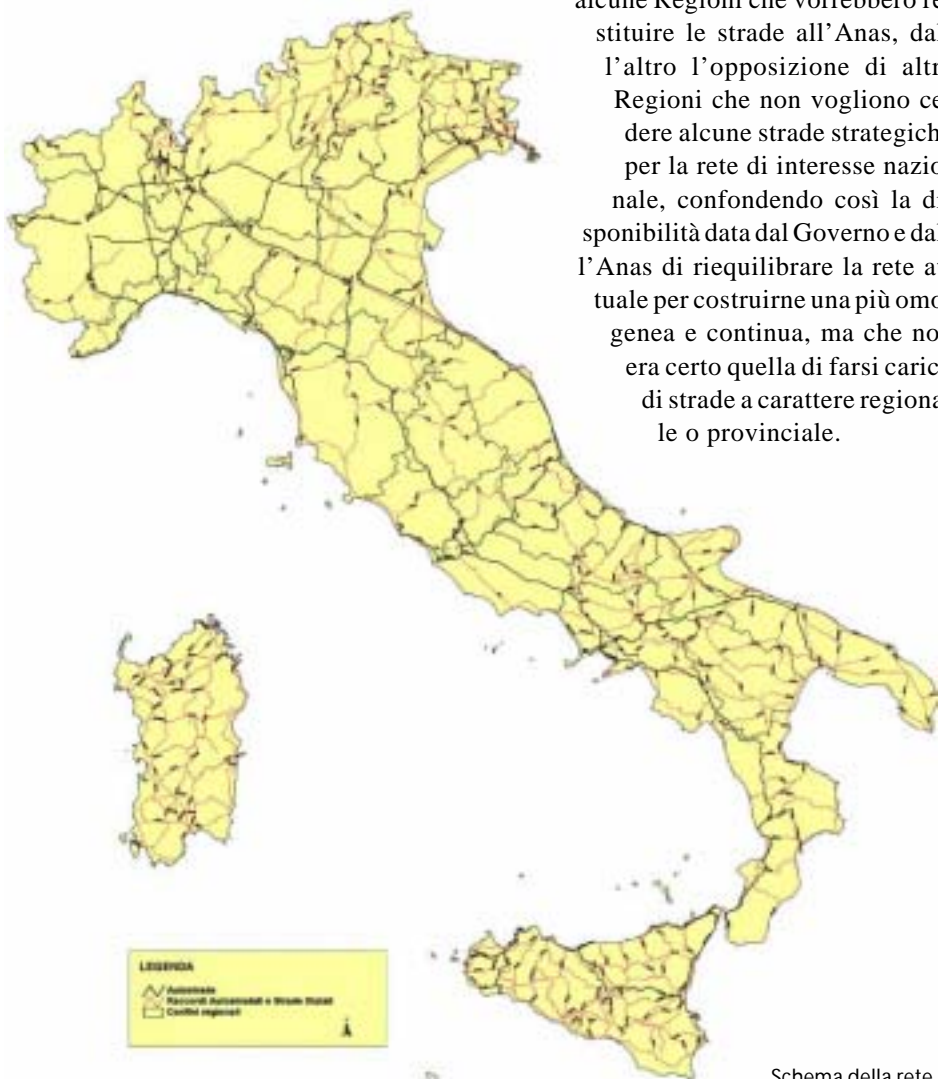 alcune Regioni che vorrebbero re
stituire le strade all'Anas, dal
l'altro l'opposizione di altr
Regioni che non vogliono ce
dere alcune strade strategich
per la rete di interesse nazio
nale, confondendo così la di
sponibilità data dal Governo e dal
l'Anas di riequilibrare la rete at
tuale per costruirne una più omo
genea e continua, ma che no
era certo quella di farsi caric
di strade a carattere regiona
le o provinciale.
LEGENDA
Autostrade
Raccordi Autostradali e Strade Statali
Confini regionali
Schema della rete